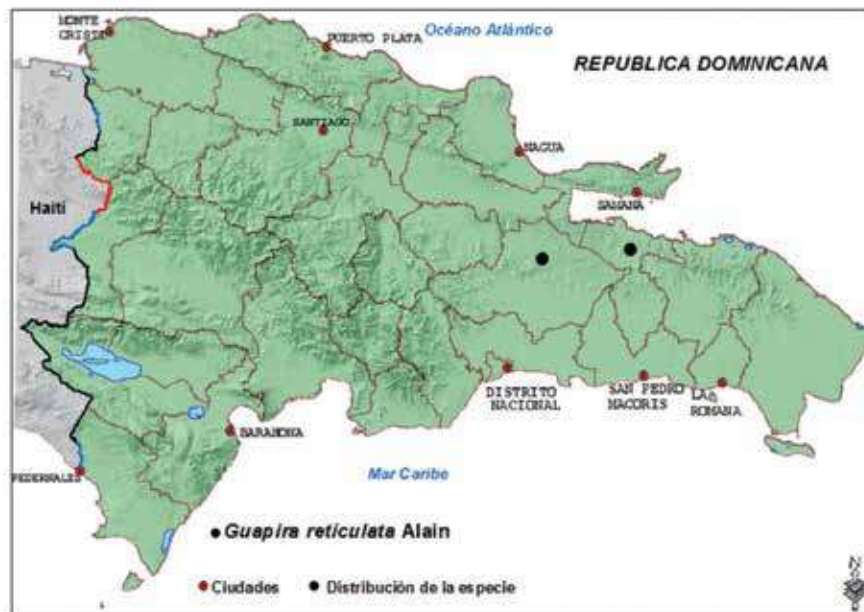 MONTE
CRISTI
PUERTO PLATA
Océano Atlántico
REPUBLICA DOMINICANA
SANTIAGO
NAGUA
Haití
SAMANA
DISTRITO
NACIONAL
SAN PEDRO
MACORIS
LA
ROMANA
BARAHONA
PEDERNALES
Mar Caribe
Guapira reticulata Alain
Ciudades
Distribución de la especie